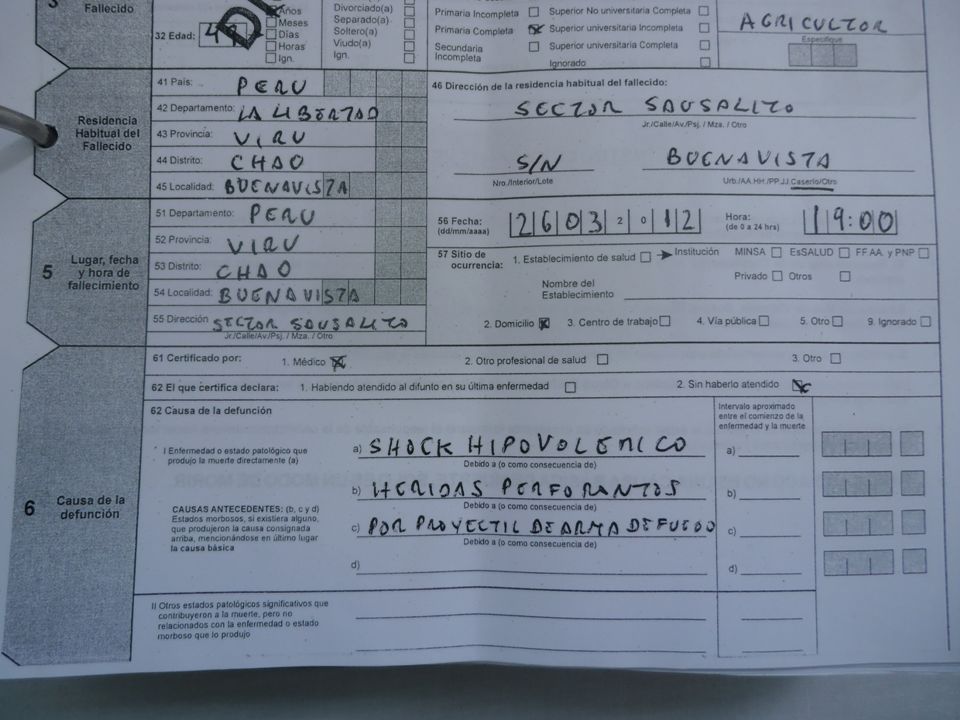 3 Fallecido
32 Edad:
Años
Meses
Días
Horas
Ign.
Divorciado(a)
Separado(a)
Soltero(a)
Viudo(a)
Ign.
Primaria Incompleta
Primaria Completa
Secundaria Incompleta
Superior No universitaria Completa
Superior universitaria Incompleta
Superior universitaria Completa
Ignorado
AGRICULTOR
Especifique
Residencia
Habitual del
Fallecido
41 País: PERU
42 Departamento: LA LIBERTAD
43 Provincia: VIRU
44 Distrito: CHAO
45 Localidad: BUENAVISTA
46 Dirección de la residencia habitual del fallecido:
SECTOR SAUSALITO
Jr./Calle/Av./Psj. / Mza. / Otro
S/N BUENAVISTA
Nro./Interior/Lote Urb./AA.HH./PP.JJ.Caserío/Otro
5 Lugar, fecha
y hora de
fallecimiento
51 Departamento: PERU
52 Provincia: VIRU
53 Distrito: CHAO
54 Localidad: BUENAVISTA
55 Dirección SECTOR SAUSALITO
Jr./Calle/Av./Psj. / Mza. / Otro
56 Fecha: 26032012 Hora: 19:00
(dd/mm/aaaa) (de 0 a 24 hrs)
57 Sitio de ocurrencia: 1. Establecimiento de salud Institución MINSA EsSALUD FF.AA. y PNP
Privado Otros
Nombre del
Establecimiento
2. Domicilio 3. Centro de trabajo 4. Vía pública 5. Otro 9. Ignorado
6 Causa de la
defunción
61 Certificado por: 1. Médico 2. Otro profesional de salud 3. Otro
62 El que certifica declara: 1. Habiendo atendido al difunto en su última enfermedad 2. Sin haberlo atendido
62 Causa de la defunción
Intervalo aproximado
entre el comienzo de la
enfermedad y la muerte
I Enfermedad o estado patológico que
produjo la muerte directamente (a)
a) SHOCK HIPOVOLEMICO a)
Debido a (o como consecuencia de)
b) HERIDAS PERFORANTOS b)
Debido a (o como consecuencia de)
CAUSAS ANTECEDENTES: (b, c y d)
Estados morbosos, si existiera alguno,
que produjeron la causa consignada
arriba, mencionándose en último lugar
la causa básica
c) POR PROYECTIL DE ARMA DE FUEGO c)
Debido a (o como consecuencia de)
d) d)
II Otros estados patológicos significativos que
contribuyeron a la muerte, pero no
relacionados con la enfermedad o estado
morboso que lo produjo